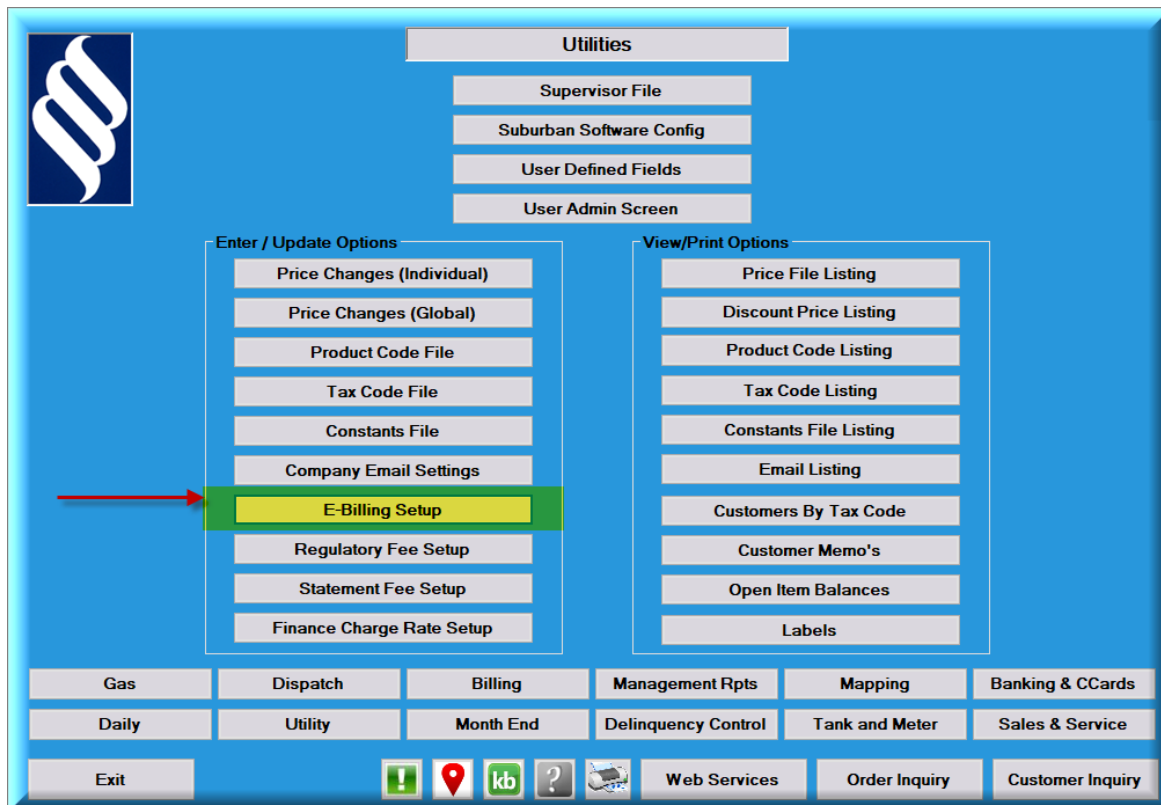 Utilities
Supervisor File
Suburban Software Config
User Defined Fields
User Admin Screen
Enter / Update Options
Price Changes (Individual)
Price Changes (Global)
Product Code File
Tax Code File
Constants File
Company Email Settings
E-Billing Setup
Regulatory Fee Setup
Statement Fee Setup
Finance Charge Rate Setup
View/Print Options
Price File Listing
Discount Price Listing
Product Code Listing
Tax Code Listing
Constants File Listing
Email Listing
Customers By Tax Code
Customer Memo's
Open Item Balances
Labels
Gas Dispatch Billing Management Rpts Mapping Banking & CCards
Daily Utility Month End Delinquency Control Tank and Meter Sales & Service
Exit ! kb ? Web Services Order Inquiry Customer Inquiry